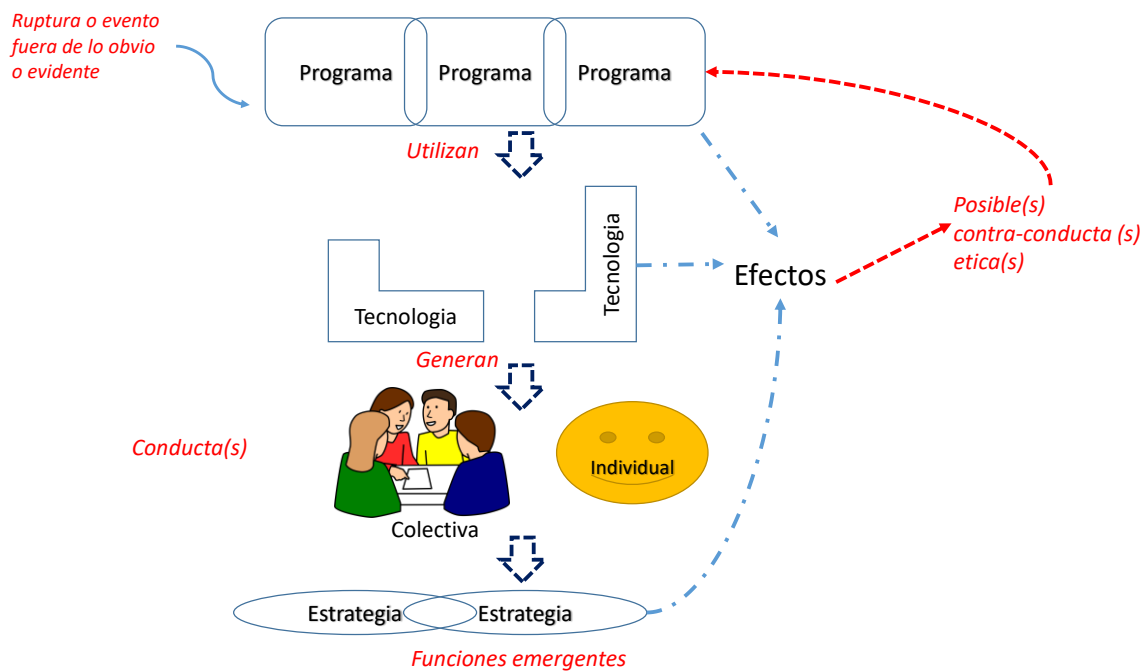 Ruptura o evento
fuera de lo obvio
o evidente
Programa
Programa
Programa
Utilizan
Tecnologia
Tecnologia
Efectos
Posible(s)
contra-conducta (s)
etica(s)
Generan
Conducta(s)
Individual
Colectiva
Estrategia
Estrategia
Funciones emergentes